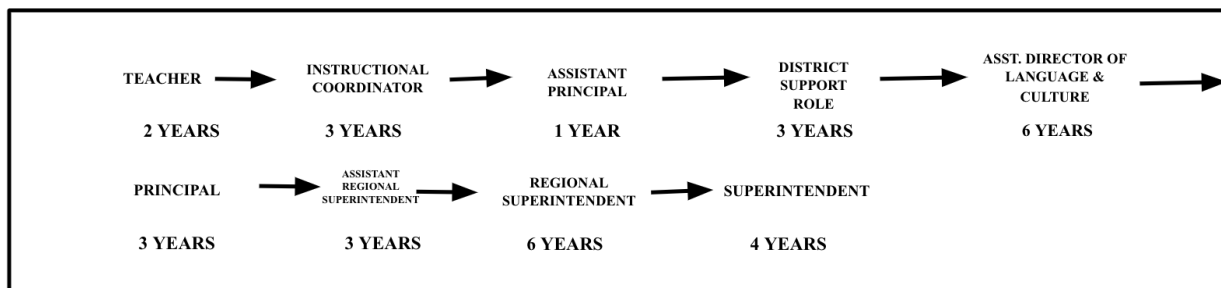 TEACHER
INSTRUCTIONAL
COORDINATOR
ASSISTANT
PRINCIPAL
DISTRICT
SUPPORT
ROLE
ASST. DIRECTOR OF
LANGUAGE &
CULTURE
2 YEARS
3 YEARS
1 YEAR
3 YEARS
6 YEARS
PRINCIPAL
ASSISTANT
REGIONAL
SUPERINTENDENT
REGIONAL
SUPERINTENDENT
SUPERINTENDENT
3 YEARS
3 YEARS
6 YEARS
4 YEARS